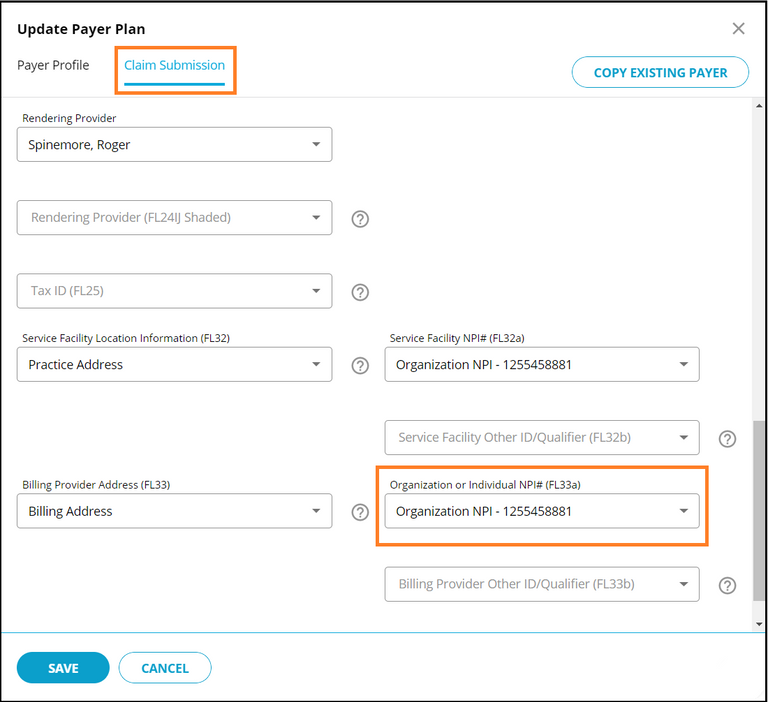 Update Payer Plan
Payer Profile
Claim Submission
COPY EXISTING PAYER
Rendering Provider
Spinemore, Roger
Rendering Provider (FL24IJ Shaded)
Tax ID (FL25)
Service Facility Location Information (FL32)
Service Facility NPI# (FL32a)
Practice Address
Organization NPI - 1255458881
Service Facility Other ID/Qualifier (FL32b)
Billing Provider Address (FL33)
Organization or Individual NPI# (FL33a)
Billing Address
Organization NPI - 1255458881
Billing Provider Other ID/Qualifier (FL33b)
SAVE
CANCEL